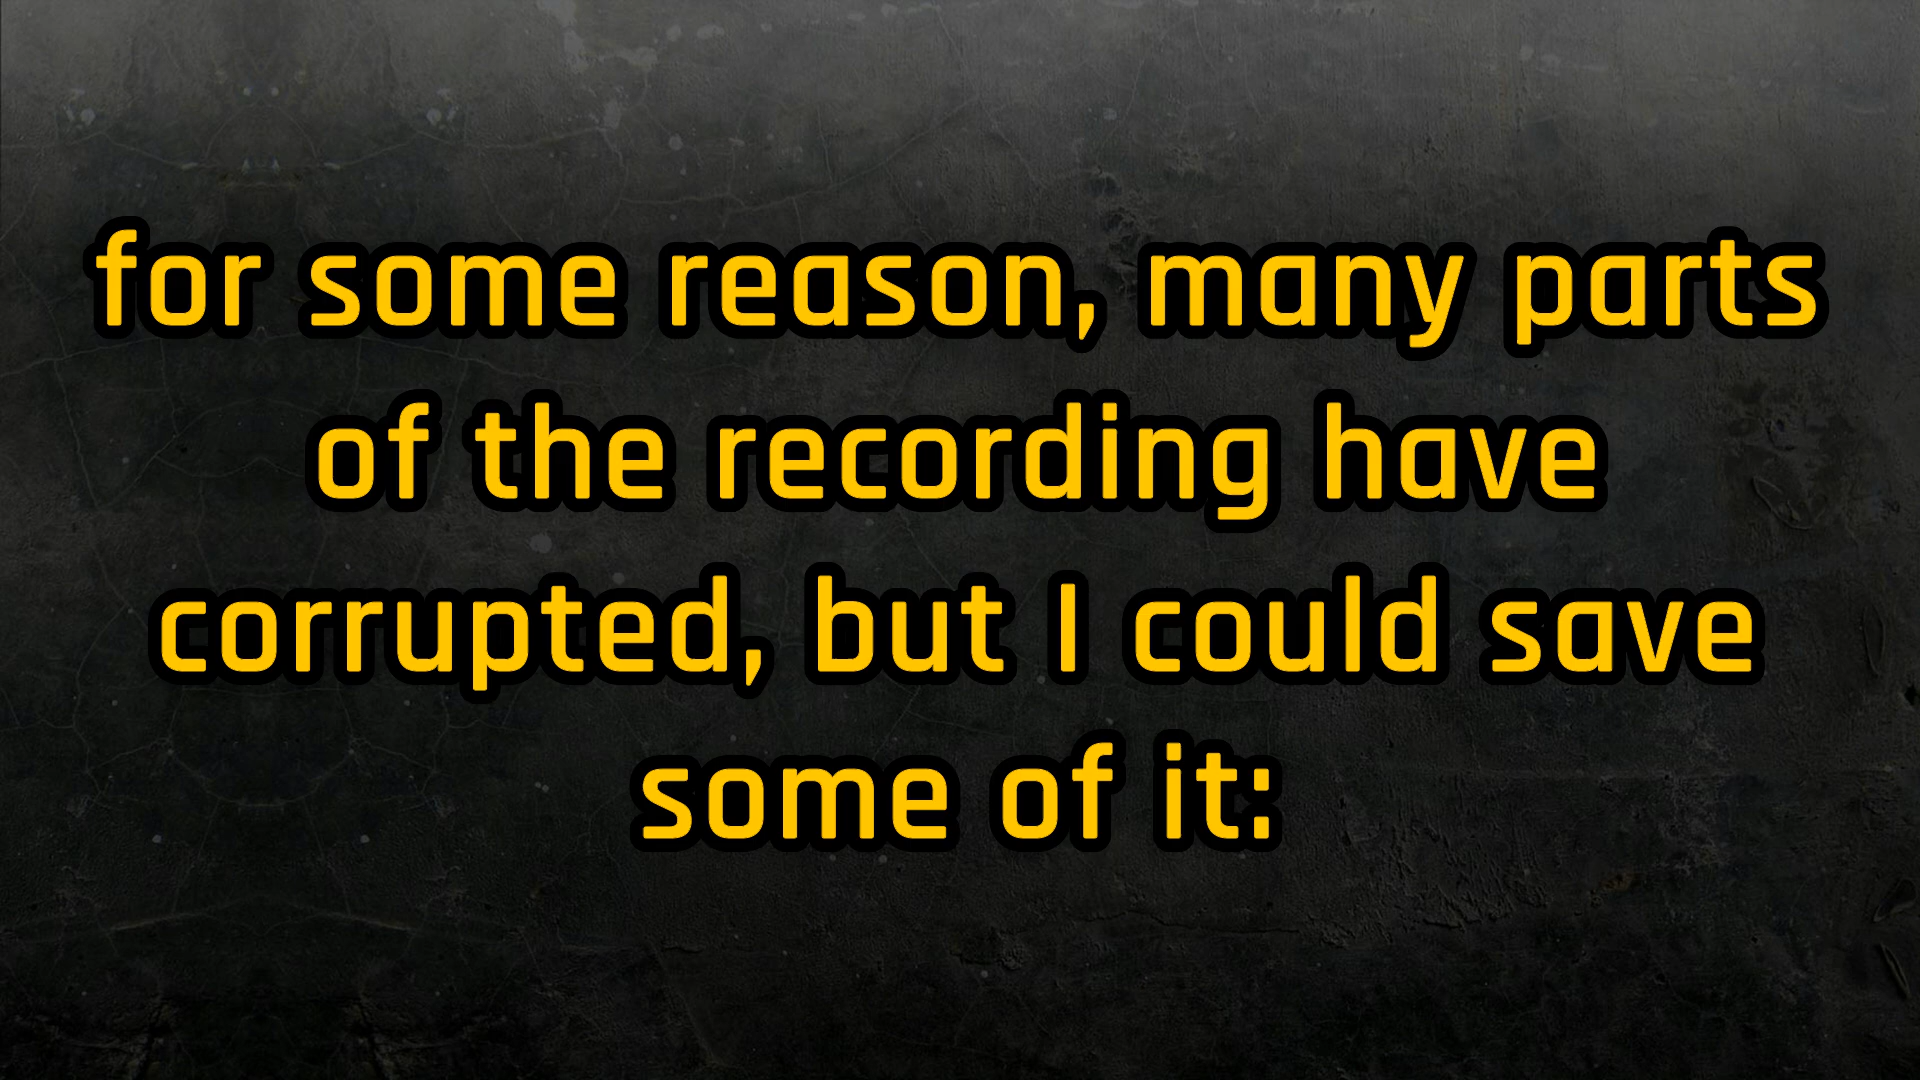 for some reason, many parts
of the recording have
corrupted, but I could save
some of it: